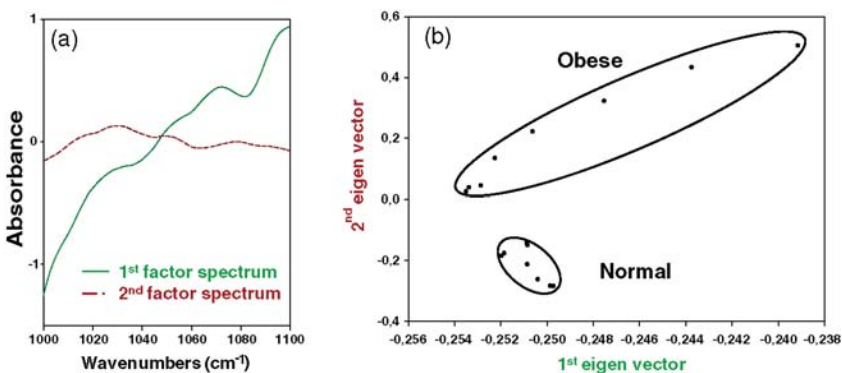 (a)
Absorbance
1
0
-1
1st factor spectrum
2nd factor spectrum
1000 1020 1040 1060 1080 1100
Wavenumbers (cm-1)
(b)
2nd eigen vector
0,6
0,4
0,2
0,0
-0,2
-0,4
Obese
Normal
-0,256 -0,254 -0,252 -0,250 -0,248 -0,246 -0,244 -0,242 -0,240 -0,238
1st eigen vector